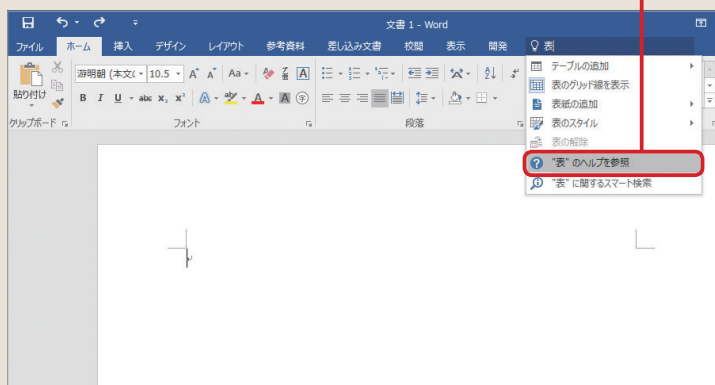 文書 1 - Word
ファイル ホーム 挿入 デザイン レイアウト 参考資料 差し込み文書 校閲 表示 開発 表
游明朝 (本文( 10.5 A A Aa 亜 A
貼り付け B I U abc x₂ x² A aby A A 字
クリップボード フォント 段落
テーブルの追加
表のグリッド線を表示
表紙の追加
表のスタイル
表の解除
"表" のヘルプを参照
"表" に関するスマート検索